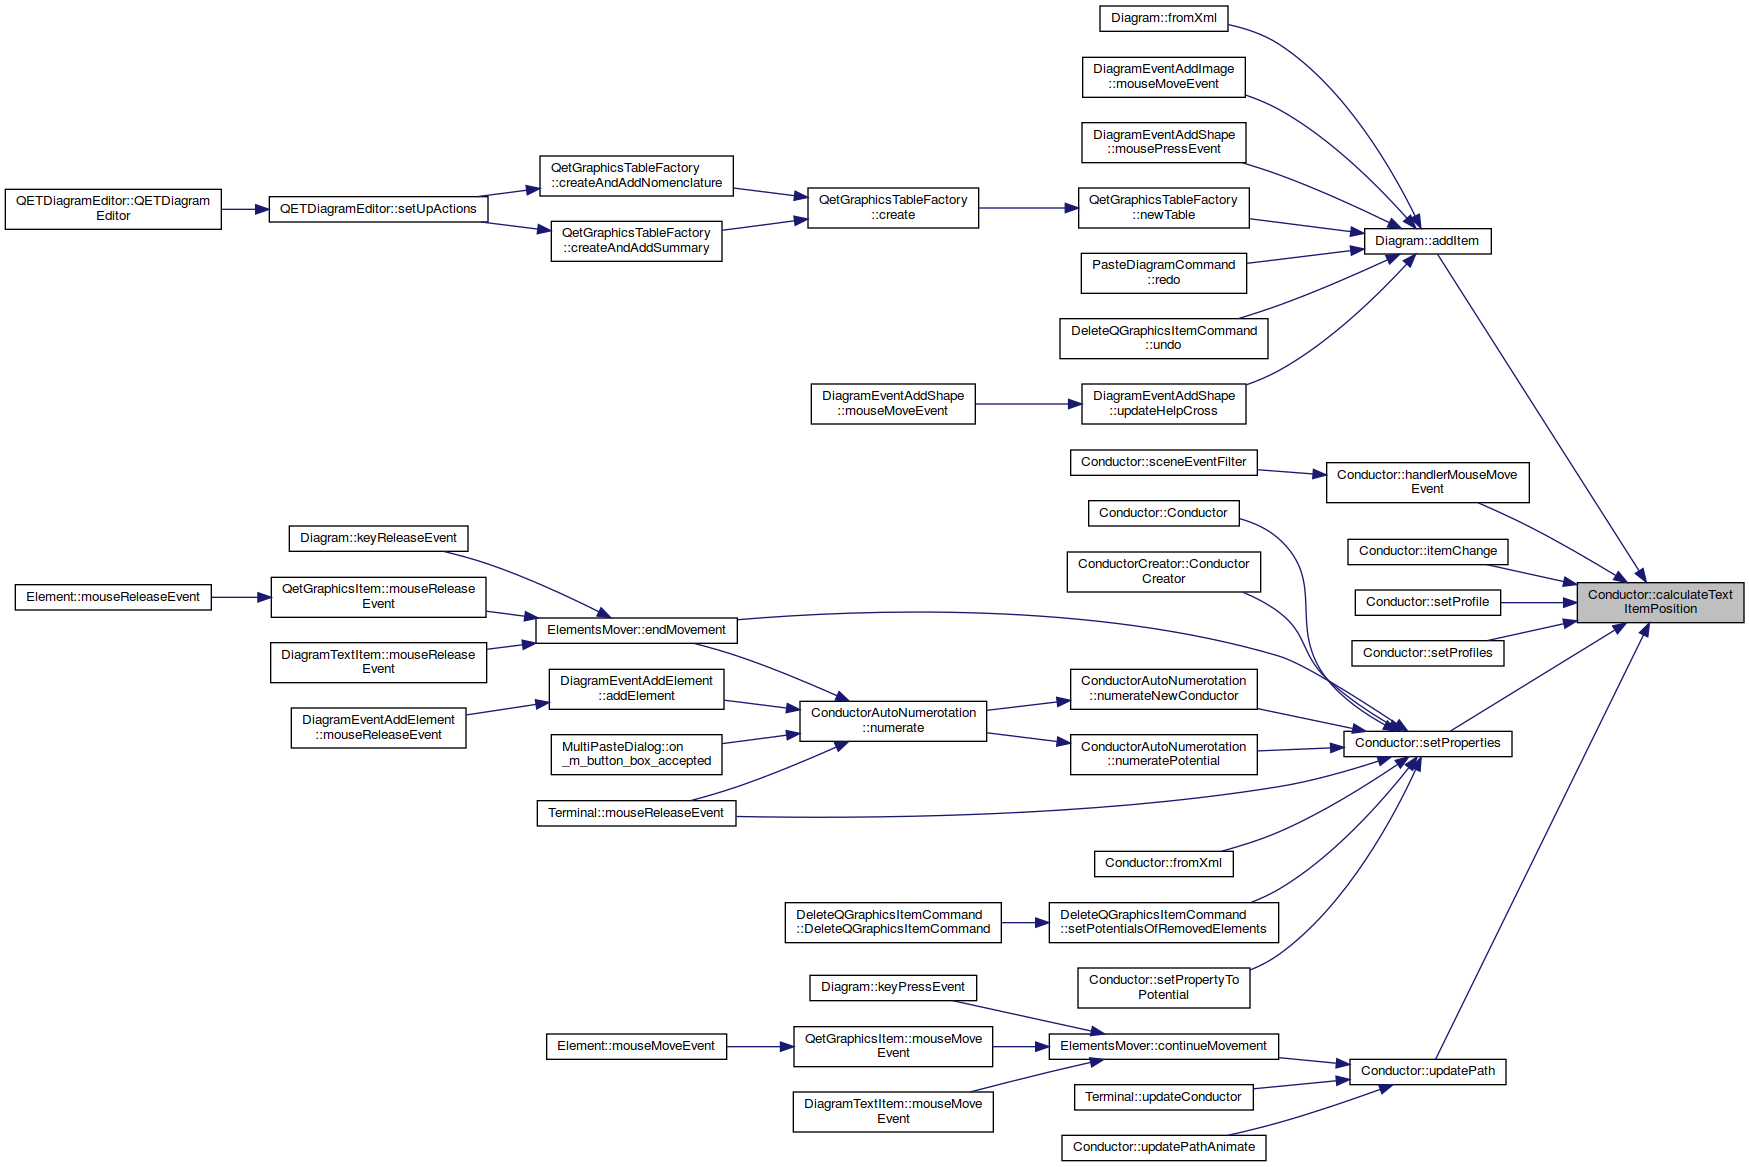 Diagram::fromXml
DiagramEventAddImage
::mouseMoveEvent
DiagramEventAddShape
::mousePressEvent
QetGraphicsTableFactory
::createAndAddNomenclature
QETDiagramEditor::QETDiagram
Editor
QETDiagramEditor::setUpActions
QetGraphicsTableFactory
::create
QetGraphicsTableFactory
::newTable
QetGraphicsTableFactory
::createAndAddSummary
Diagram::addItem
PasteDiagramCommand
::redo
DeleteQGraphicsItemCommand
::undo
DiagramEventAddShape
::mouseMoveEvent
DiagramEventAddShape
::updateHelpCross
Conductor::sceneEventFilter
Conductor::handlerMouseMove
Event
Conductor::Conductor
Diagram::keyReleaseEvent
Conductor::itemChange
ConductorCreator::Conductor
Creator
Element::mouseReleaseEvent
QetGraphicsItem::mouseRelease
Event
Conductor::setProfile
Conductor::calculateText
ItemPosition
ElementsMover::endMovement
DiagramTextItem::mouseRelease
Event
Conductor::setProfiles
DiagramEventAddElement
::addElement
ConductorAutoNumerotation
::numerateNewConductor
DiagramEventAddElement
::mouseReleaseEvent
ConductorAutoNumerotation
::numerate
MultiPasteDialog::on
_m_button_box_accepted
ConductorAutoNumerotation
::numeratePotential
Conductor::setProperties
Terminal::mouseReleaseEvent
Conductor::fromXml
DeleteQGraphicsItemCommand
::DeleteQGraphicsItemCommand
DeleteQGraphicsItemCommand
::setPotentialsOfRemovedElements
Conductor::setPropertyTo
Potential
Diagram::keyPressEvent
Element::mouseMoveEvent
QetGraphicsItem::mouseMove
Event
ElementsMover::continueMovement
Conductor::updatePath
DiagramTextItem::mouseMove
Event
Terminal::updateConductor
Conductor::updatePathAnimate